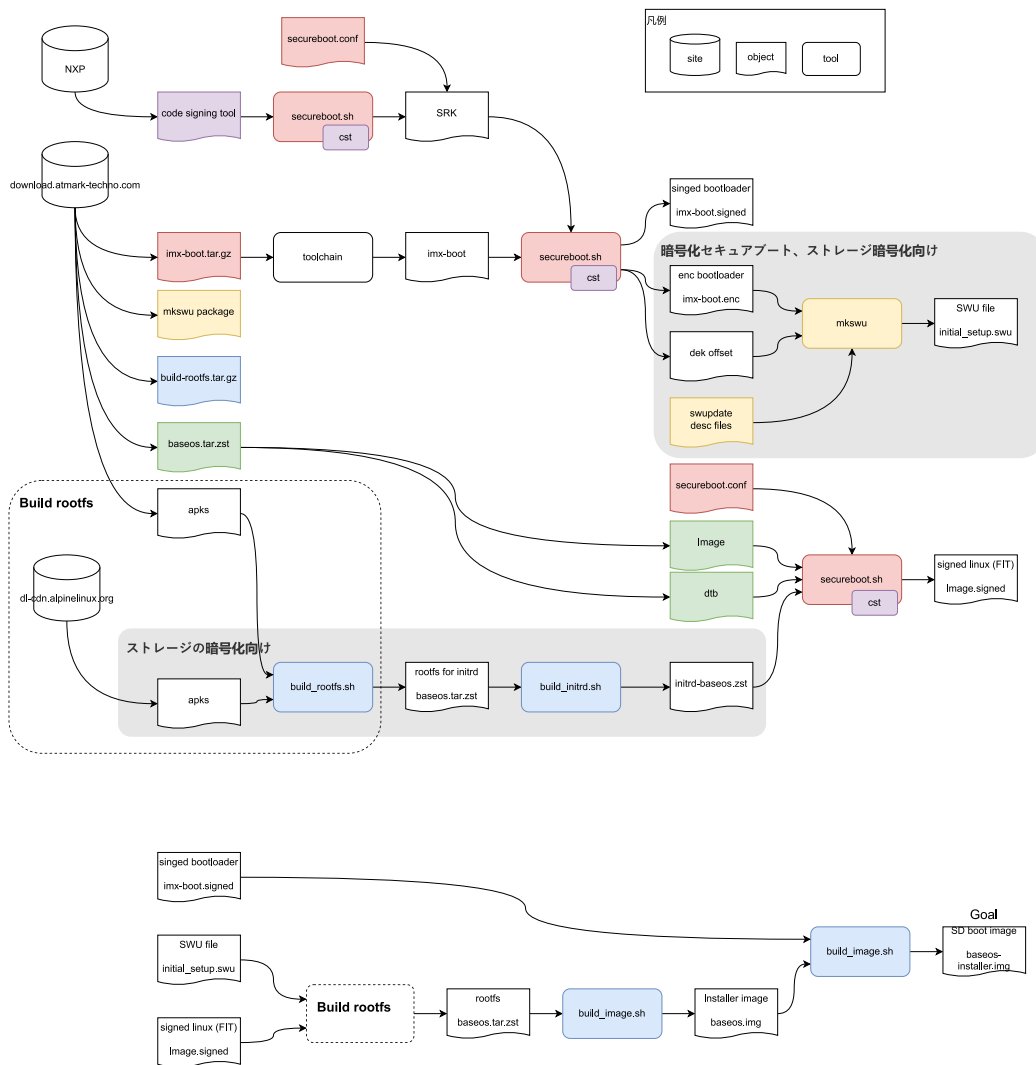 凡例
site
object
tool
NXP
secureboot.conf
code signing tool
secureboot.sh
cst
SRK
download.atmark-techno.com
singed bootloader
imx-boot.signed
imx-boot.tar.gz
toolchain
imx-boot
secureboot.sh
cst
暗号化セキュアブート、ストレージ暗号化向け
enc bootloader
imx-boot.enc
mkswu
SWU file
initial_setup.swu
mkswu package
dek offset
build-rootfs.tar.gz
swupdate
desc files
baseos.tar.zst
Build rootfs
apks
secureboot.conf
Image
dtb
secureboot.sh
cst
signed linux (FIT)
Image.signed
dl-cdn.alpinelinux.org
ストレージの暗号化向け
apks
build_rootfs.sh
rootfs for initrd
baseos.tar.zst
build_initrd.sh
initrd-baseos.zst
singed bootloader
imx-boot.signed
SWU file
initial_setup.swu
signed linux (FIT)
Image.signed
Build rootfs
rootfs
baseos.tar.zst
build_image.sh
Installer image
baseos.img
build_image.sh
Goal
SD boot image
baseos-
installer.img